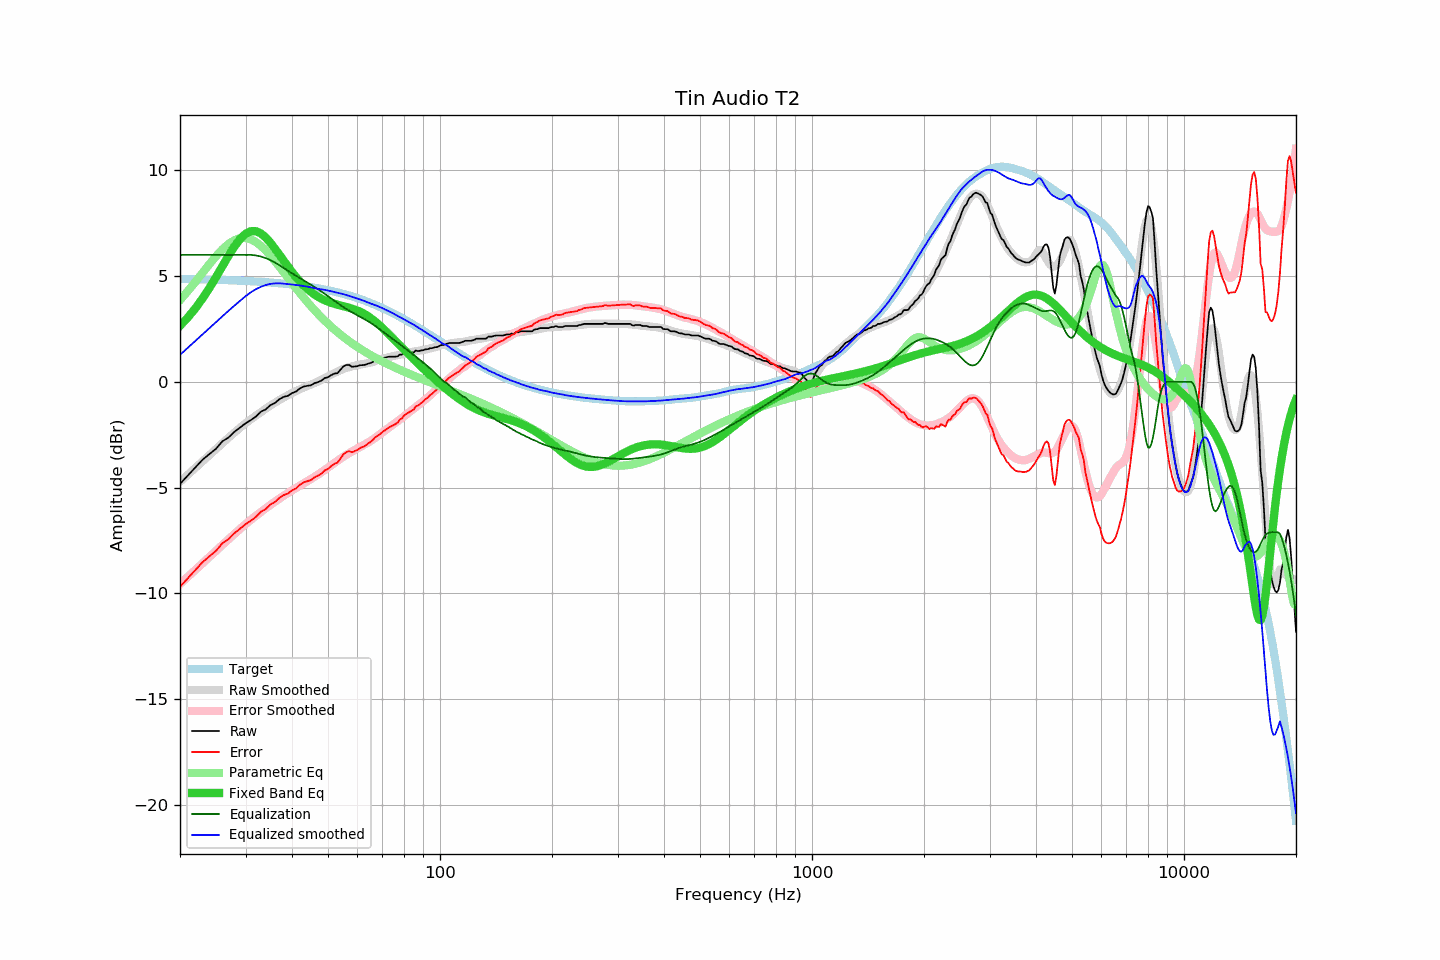 Tin Audio T2
Amplitude (dBr)
10
5
0
−5
−10
−15
−20
Target
Raw Smoothed
Error Smoothed
Raw
Error
Parametric Eq
Fixed Band Eq
Equalization
Equalized smoothed
100
1000
10000
Frequency (Hz)